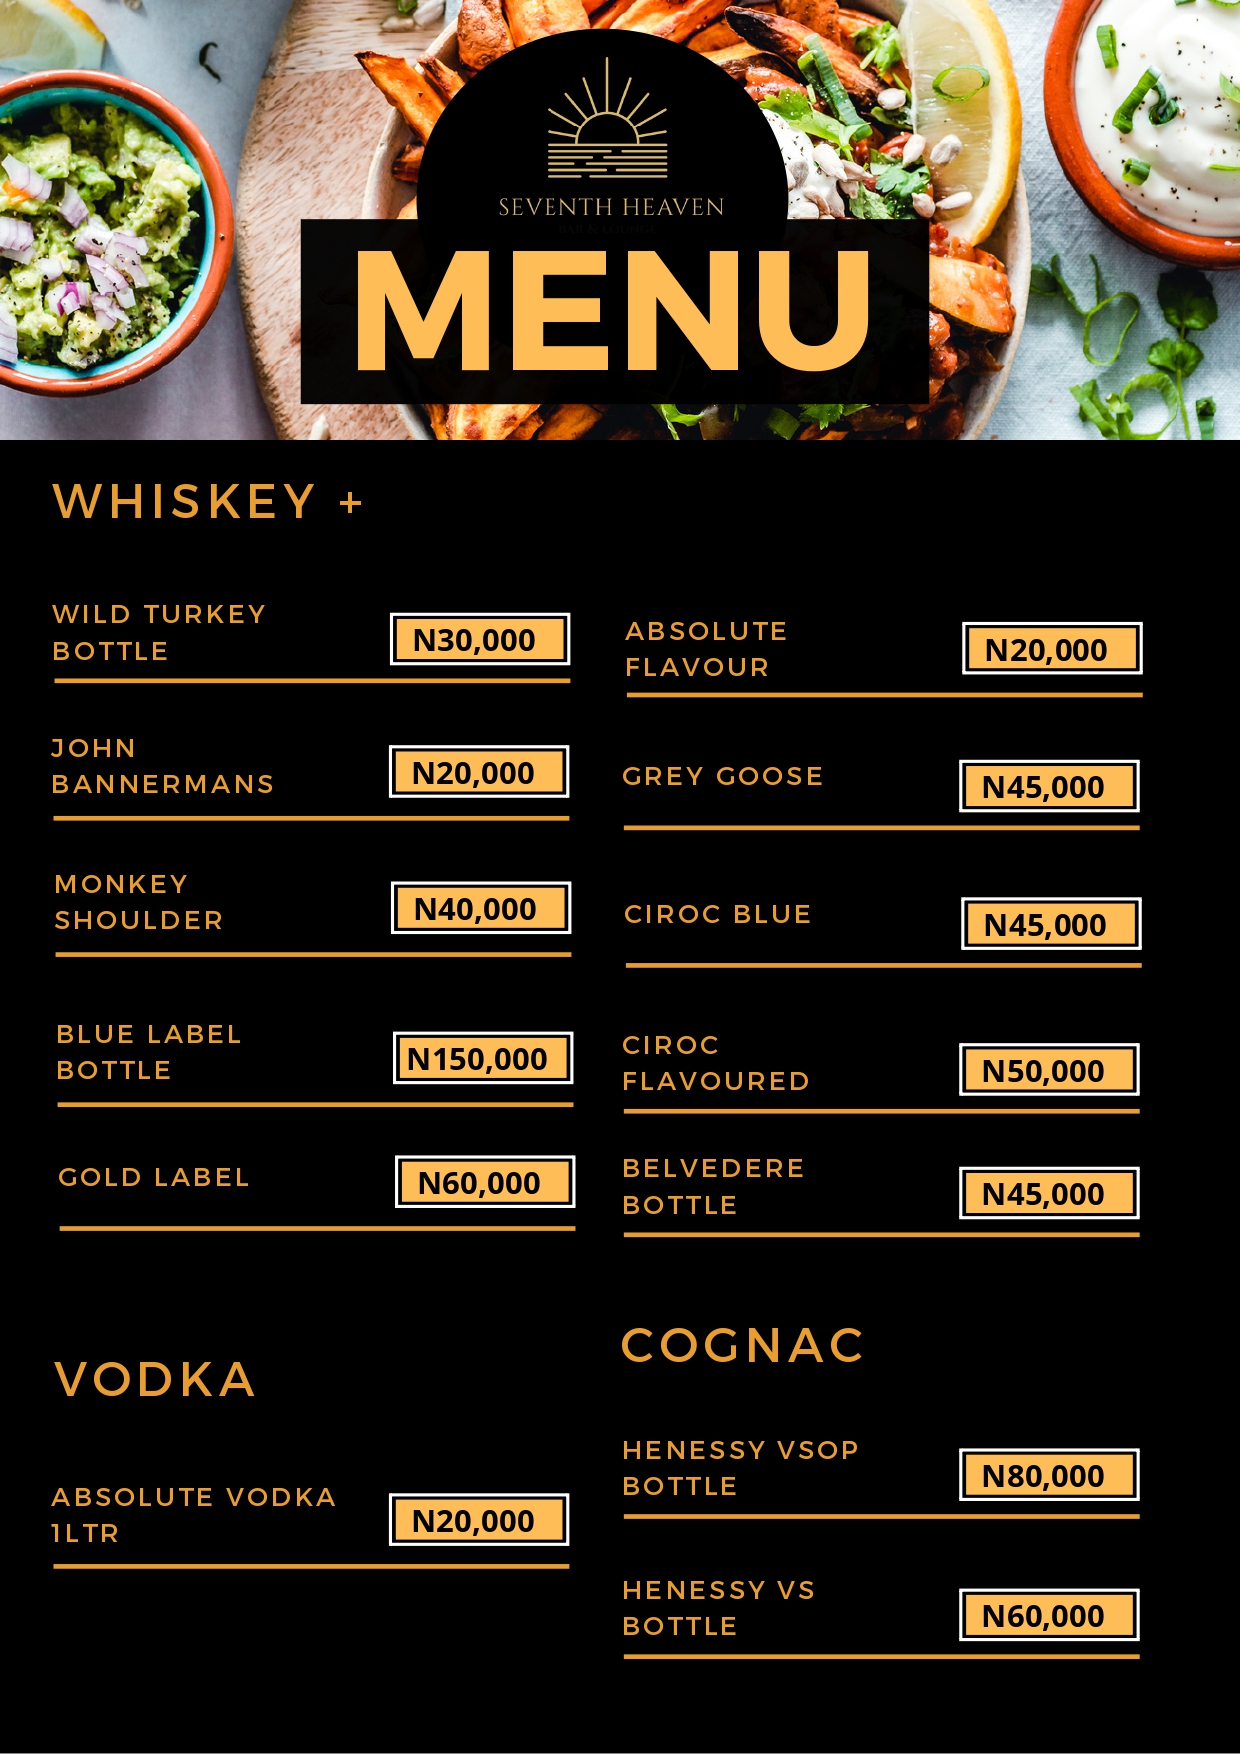 SEVENTH HEAVEN
BAR & LOUNGE
MENU
WHISKEY +
WILD TURKEY
BOTTLE
N30,000
JOHN
BANNERMANS
N20,000
MONKEY
SHOULDER
N40,000
BLUE LABEL
BOTTLE
N150,000
GOLD LABEL
N60,000
VODKA
ABSOLUTE VODKA
1LTR
N20,000
ABSOLUTE
FLAVOUR
N20,000
GREY GOOSE
N45,000
CIROC BLUE
N45,000
CIROC
FLAVOURED
N50,000
BELVEDERE
BOTTLE
N45,000
COGNAC
HENESSY VSOP
BOTTLE
N80,000
HENESSY VS
BOTTLE
N60,000